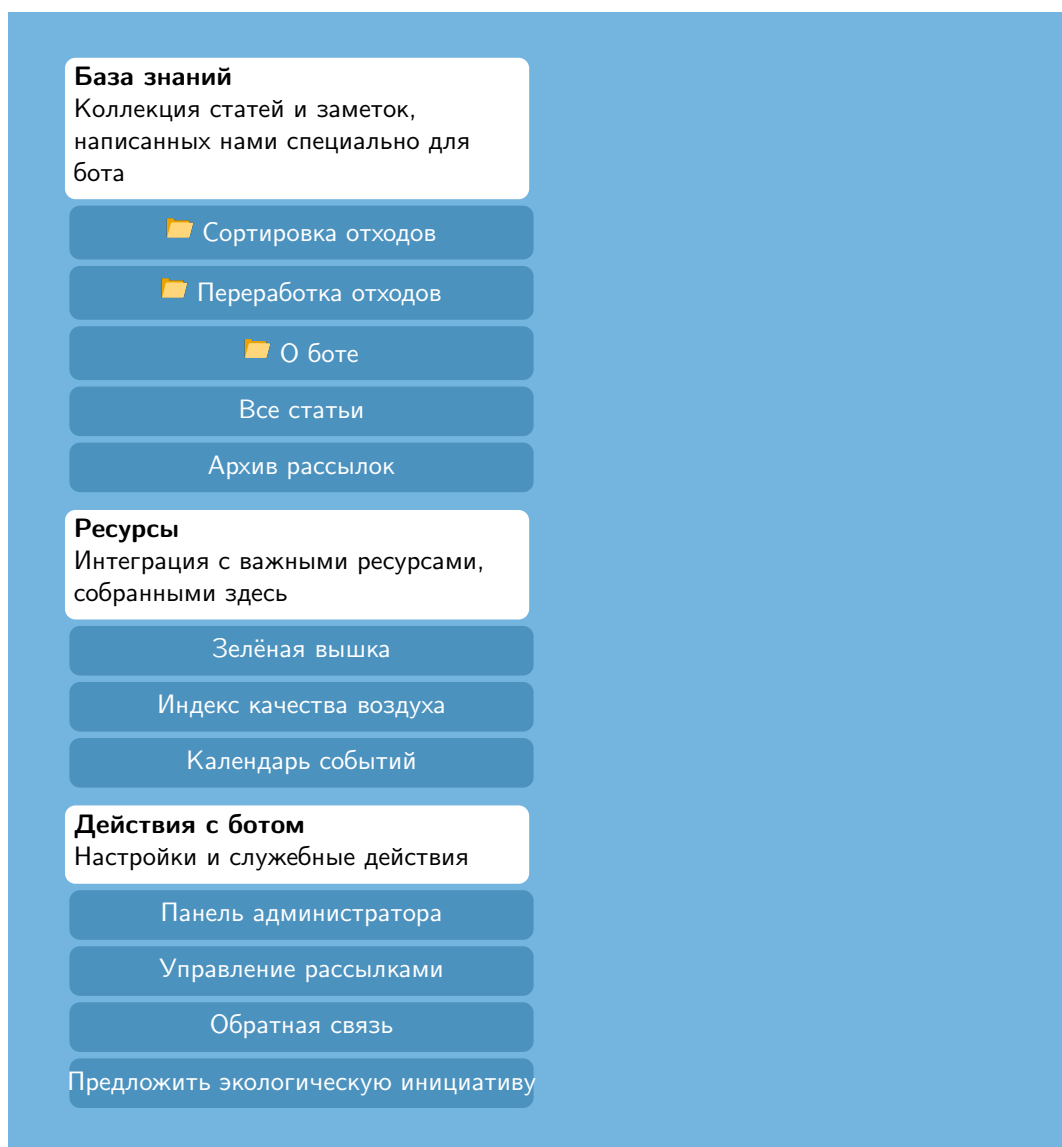 База знаний
Коллекция статей и заметок,
написанных нами специально для
бота
Сортировка отходов
Переработка отходов
О боте
Все статьи
Архив рассылок
Ресурсы
Интеграция с важными ресурсами,
собранными здесь
Зелёная вышка
Индекс качества воздуха
Календарь событий
Действия с ботом
Настройки и служебные действия
Панель администратора
Управление рассылками
Обратная связь
Предложить экологическую инициативу